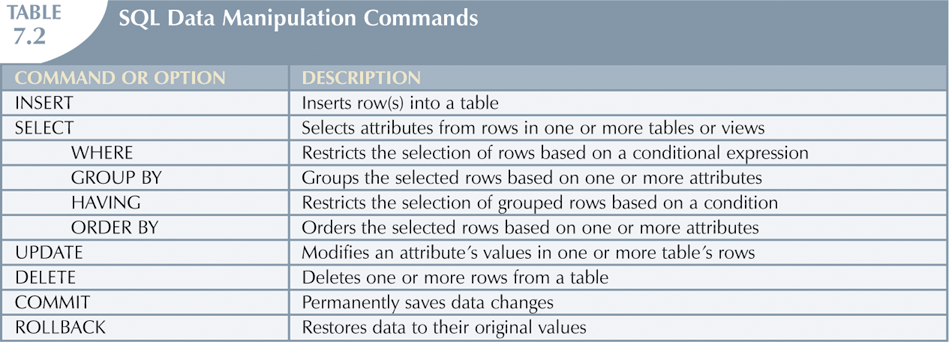 TABLE
7.2
SQL Data Manipulation Commands
COMMAND OR OPTION DESCRIPTION
INSERT Inserts row(s) into a table
SELECT Selects attributes from rows in one or more tables or views
WHERE Restricts the selection of rows based on a conditional expression
GROUP BY Groups the selected rows based on one or more attributes
HAVING Restricts the selection of grouped rows based on a condition
ORDER BY Orders the selected rows based on one or more attributes
UPDATE Modifies an attribute's values in one or more table's rows
DELETE Deletes one or more rows from a table
COMMIT Permanently saves data changes
ROLLBACK Restores data to their original values